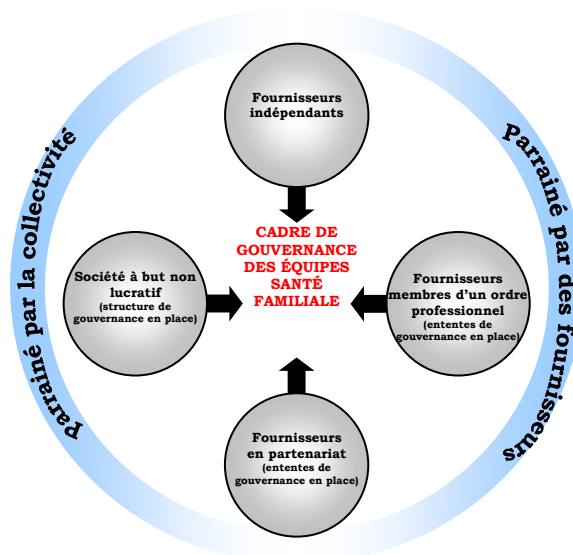 Fournisseurs
indépendants
Parrainé par la collectivité
Parrainé par des fournisseurs
CADRE DE
GOUVERNANCE
DES ÉQUIPES
SANTÉ
FAMILIALE
Société à but non
lucratif
(structure de
gouvernance en place)
Fournisseurs
membres d'un ordre
professionnel
(ententes de
gouvernance en place)
Fournisseurs
en partenariat
(ententes de
gouvernance en place)